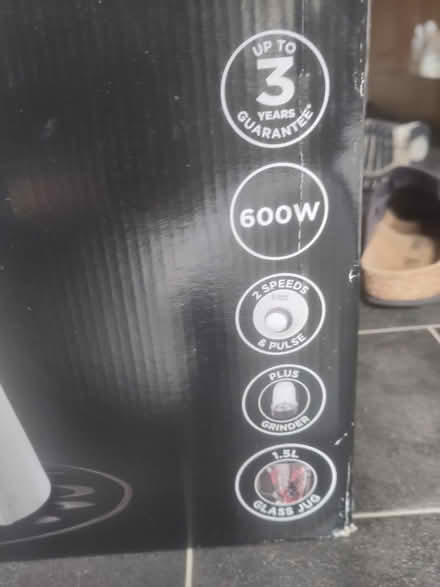 UP TO
3
YEARS
GUARANTEE*
600W
2 SPEEDS
& PULSE
PLUS
GRINDER
1.5L
GLASS JUG